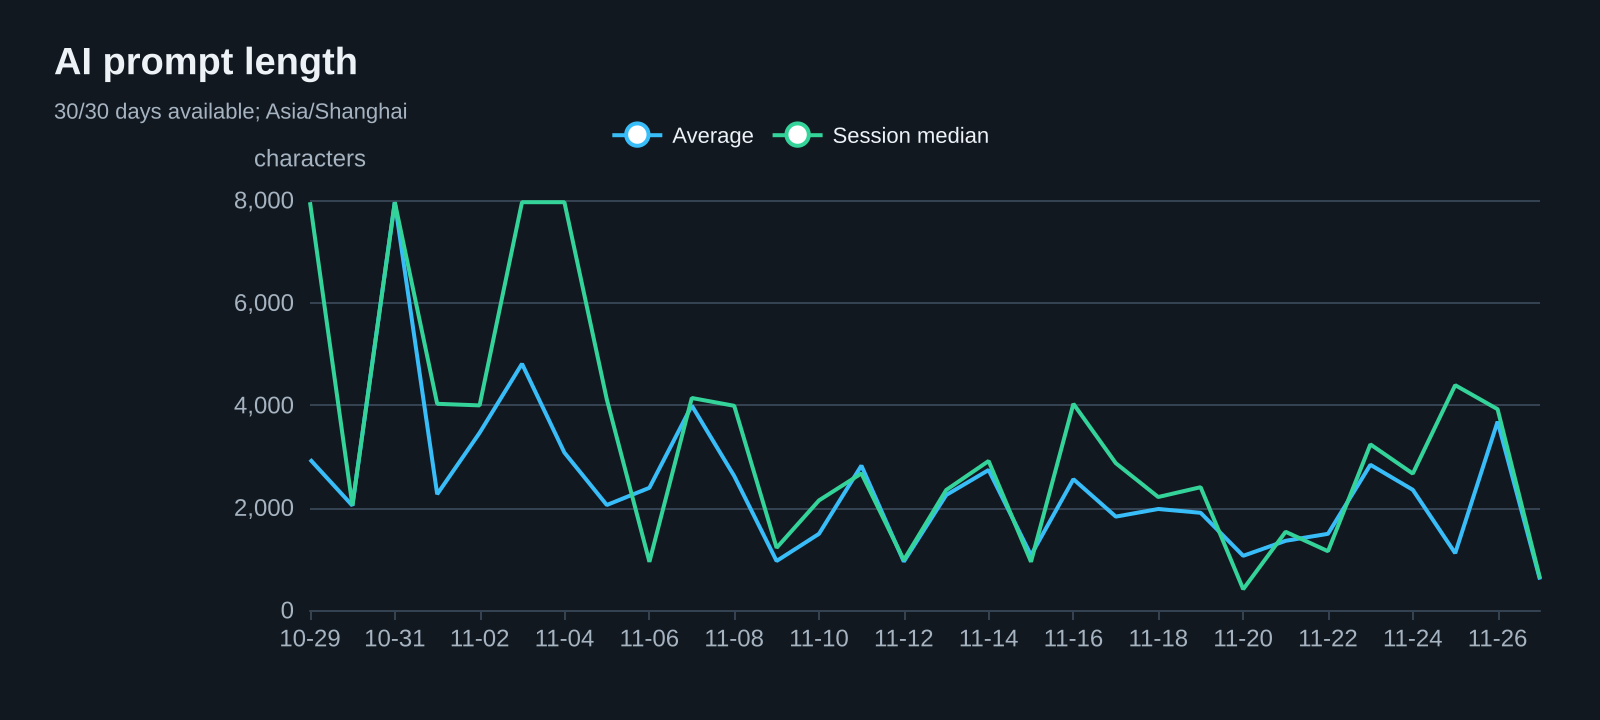 AI prompt length
30/30 days available; Asia/Shanghai
Average
Session median
characters
8,000
6,000
4,000
2,000
0
10-29 10-31 11-02 11-04 11-06 11-08 11-10 11-12 11-14 11-16 11-18 11-20 11-22 11-24 11-26